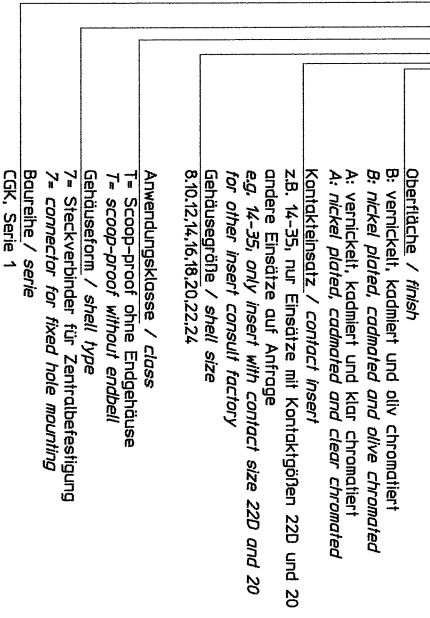 Oberfläche / finish
B: vernickelt, kadmiert und oliv chromatiert
B: nickel plated, cadmated and olive chromated
A: vernickelt, kadmiert und klar chromatiert
A: nickel plated, cadmated and clear chromated
Kontakteinsatz / contact insert
z.B. 14-35, nur Einsätze mit Kontaktgößen 22D und 20
andere Einsätze auf Anfrage
e.g. 14-35, only insert with contact size 22D and 20
for other insert consult factory
Gehäusegröße / shell size
8,10,12,14,16,18,20,22,24
Anwendungsklasse / class
T= Scoop-proof ohne Endgehäuse
T= scoop-proof without endbell
Gehäuseform / shell type
7= Steckverbinder für Zentralbefestigung
7= connector for fixed hole mounting
Baureihe / serie
CGK, Serie 1